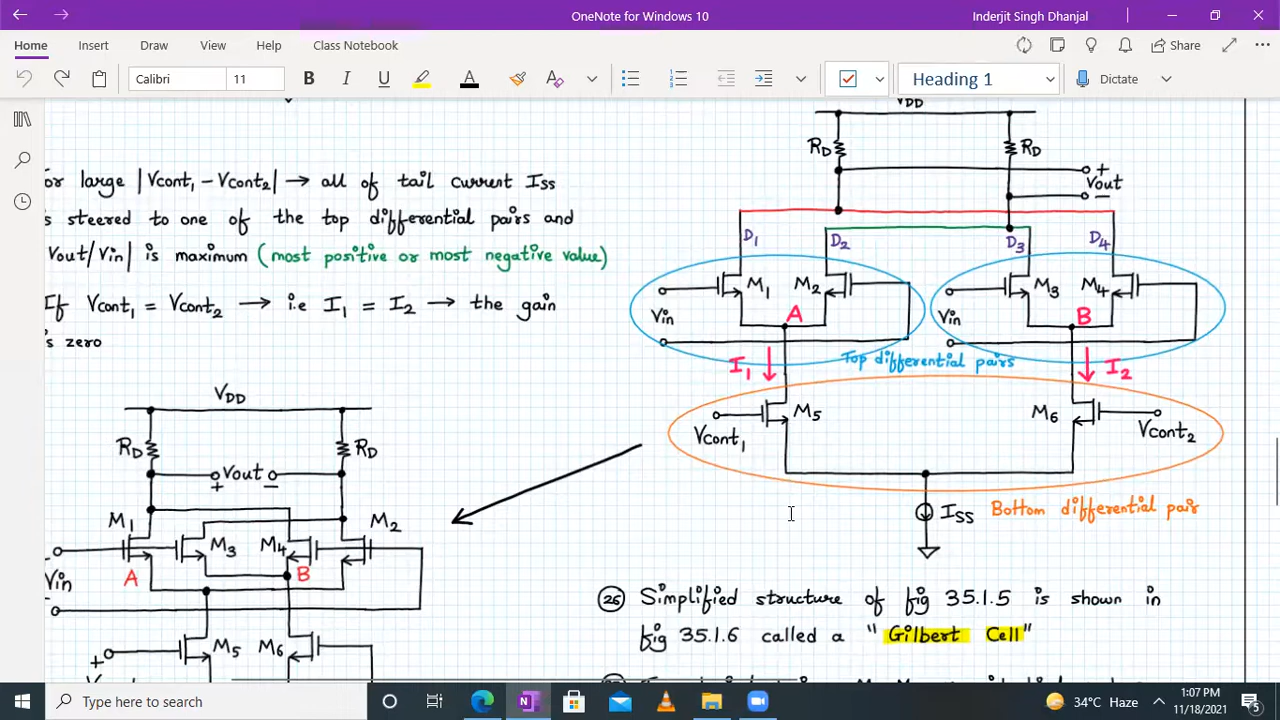 OneNote for Windows 10
Inderjit Singh Dhanjal
Home Insert Draw View Help Class Notebook
Share
Calibri 11 B I U A Heading 1 Dictate
or large |Vcont1 - Vcont2| → all of tail current ISS
s steered to one of the top differential pairs and
Vout/Vin| is maximum (most positive or most negative value)
If Vcont1 = Vcont2 → i.e I1 = I2 → the gain
s zero
VDD
RD RD
Vout
+ −
M1 M2
M3 M4
Vin
A B
M5 M6
+
VDD
RD RD
+
Vout
−
D1 D2 D3 D4
M1 M2 M3 M4
Vin A Vin B
I1 Top differential pairs I2
M5 M6
Vcont1 Vcont2
ISS Bottom differential pair
26 Simplified structure of fig 35.1.5 is shown in
fig 35.1.6 called a "Gilbert Cell"
Type here to search
34°C Haze
1:07 PM
11/18/2021
5